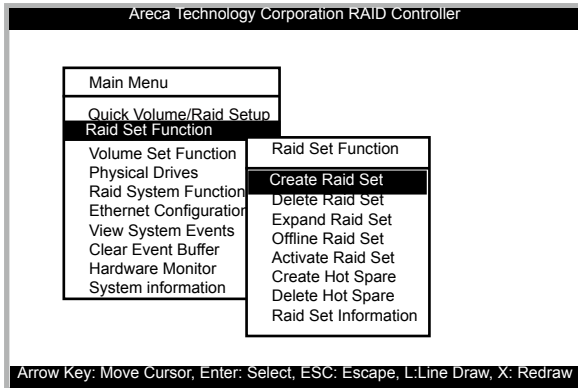 Areca Technology Corporation RAID Controller
Main Menu
Quick Volume/Raid Setup
Raid Set Function
Volume Set Function
Physical Drives
Raid System Function
Ethernet Configuration
View System Events
Clear Event Buffer
Hardware Monitor
System information
Raid Set Function
Create Raid Set
Delete Raid Set
Expand Raid Set
Offline Raid Set
Activate Raid Set
Create Hot Spare
Delete Hot Spare
Raid Set Information
Arrow Key: Move Cursor, Enter: Select, ESC: Escape, L:Line Draw, X: Redraw